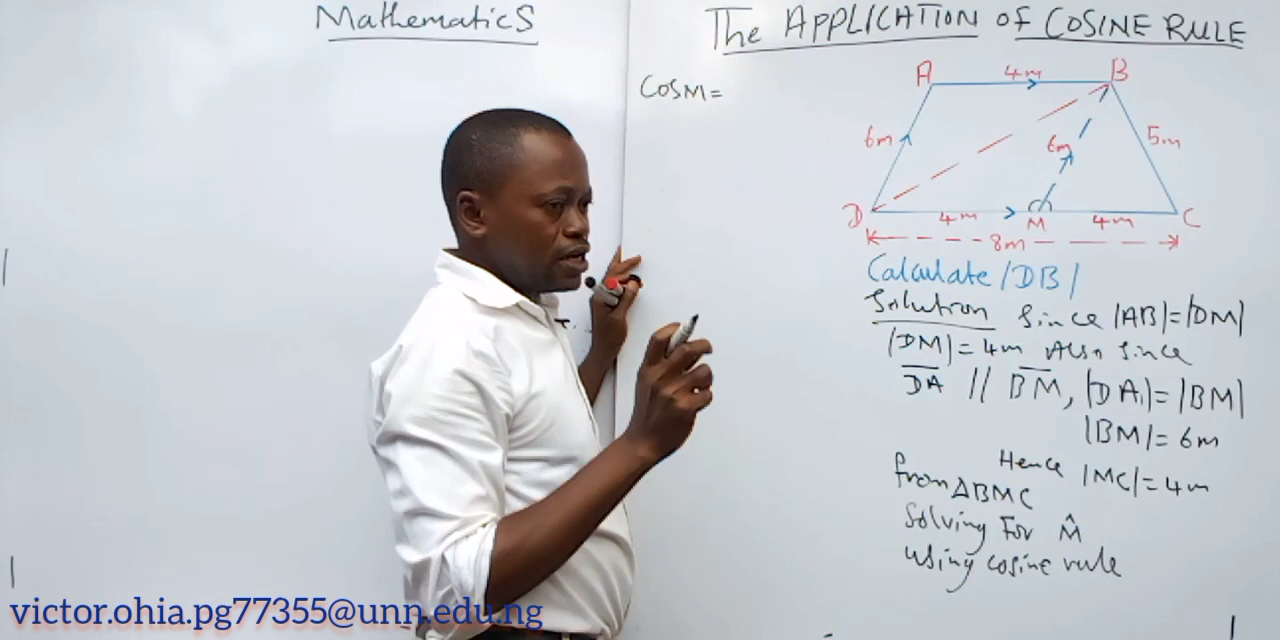 Mathematics
The APPLICATION OF COSINE RULE
COSM=
A
4m
B
6m
6m
5m
D
4m
M
4m
C
8m
Calculate |DB|
Solution Since |AB|=|DM|
|DM|=4m Also since
DA // BM, |DA|=|BM|
|BM|=6m
Hence |MC|=4m
from ΔBMC
Solving For M̂
using cosine rule
victor.ohia.pg77355@unn.edu.ng